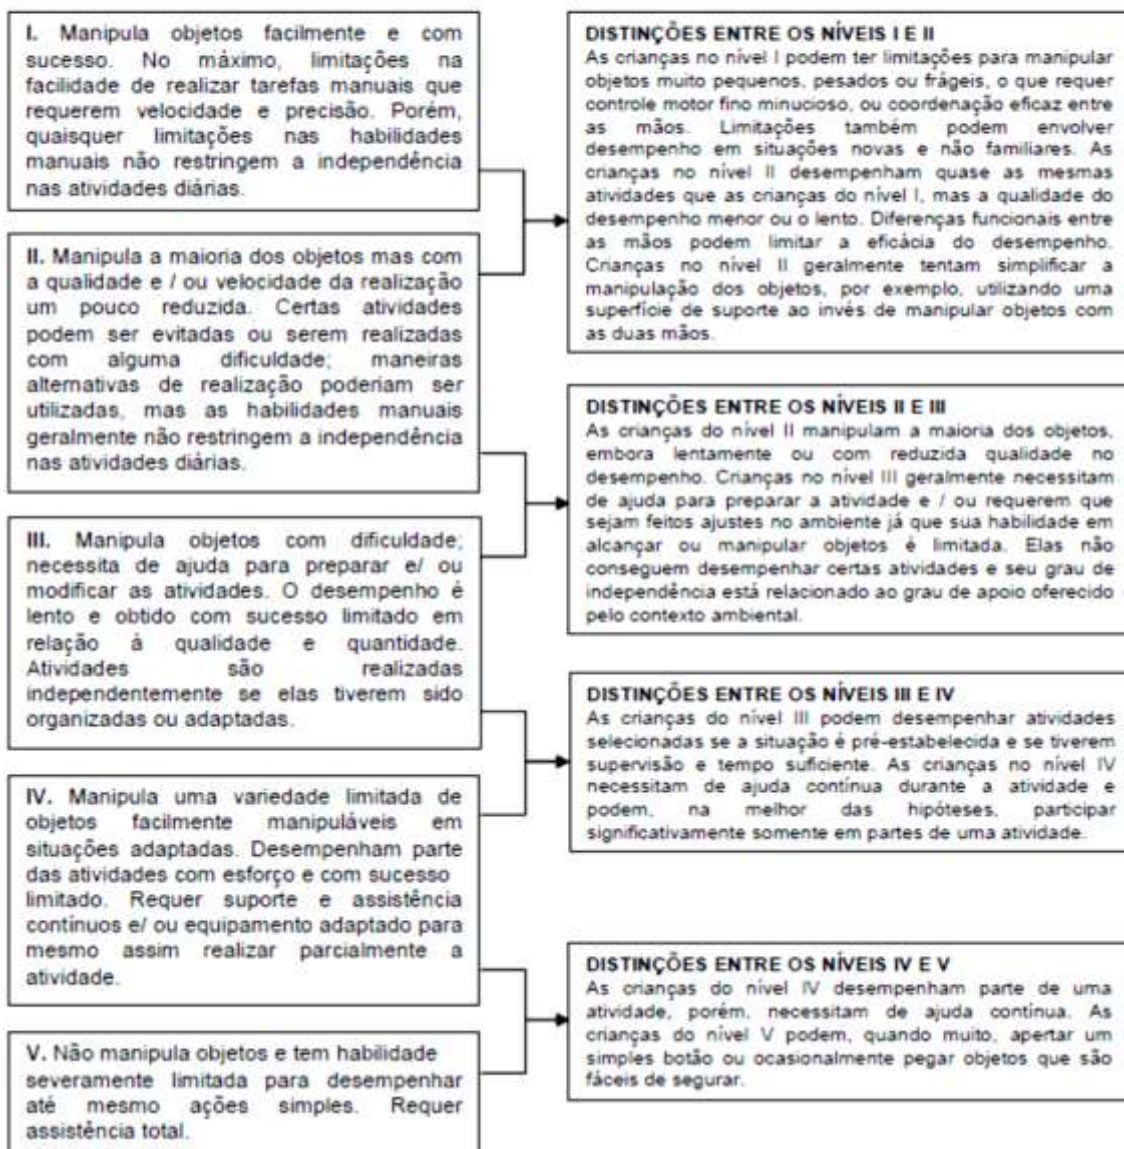 I. Manipula objetos facilmente e com
sucesso. No máximo, limitações na
facilidade de realizar tarefas manuais que
requerem velocidade e precisão. Porém,
quaisquer limitações nas habilidades
manuais não restringem a independência
nas atividades diárias.
II. Manipula a maioria dos objetos mas com
a qualidade e / ou velocidade da realização
um pouco reduzida. Certas atividades
podem ser evitadas ou serem realizadas
com alguma dificuldade; maneiras
alternativas de realização poderiam ser
utilizadas, mas as habilidades manuais
geralmente não restringem a independência
nas atividades diárias.
III. Manipula objetos com dificuldade;
necessita de ajuda para preparar e/ ou
modificar as atividades. O desempenho é
lento e obtido com sucesso limitado em
relação à qualidade e quantidade.
Atividades são realizadas
independentemente se elas tiverem sido
organizadas ou adaptadas.
IV. Manipula uma variedade limitada de
objetos facilmente manipuláveis em
situações adaptadas. Desempenham parte
das atividades com esforço e com sucesso
limitado. Requer suporte e assistência
contínuos e/ ou equipamento adaptado para
mesmo assim realizar parcialmente a
atividade.
V. Não manipula objetos e tem habilidade
severamente limitada para desempenhar
até mesmo ações simples. Requer
assistência total.
DISTINÇÕES ENTRE OS NÍVEIS I E II
As crianças no nível I podem ter limitações para manipular
objetos muito pequenos, pesados ou frágeis, o que requer
controle motor fino minucioso, ou coordenação eficaz entre
as mãos. Limitações também podem envolver
desempenho em situações novas e não familiares. As
crianças no nível II desempenham quase as mesmas
atividades que as crianças do nível I, mas a qualidade do
desempenho menor ou o lento. Diferenças funcionais entre
as mãos podem limitar a eficácia do desempenho.
Crianças no nível II geralmente tentam simplificar a
manipulação dos objetos, por exemplo, utilizando uma
superfície de suporte ao invés de manipular objetos com
as duas mãos.
DISTINÇÕES ENTRE OS NÍVEIS II E III
As crianças do nível II manipulam a maioria dos objetos,
embora lentamente ou com reduzida qualidade no
desempenho. Crianças no nível III geralmente necessitam
de ajuda para preparar a atividade e / ou requerem que
sejam feitos ajustes no ambiente já que sua habilidade em
alcançar ou manipular objetos é limitada. Elas não
conseguem desempenhar certas atividades e seu grau de
independência está relacionado ao grau de apoio oferecido
pelo contexto ambiental.
DISTINÇÕES ENTRE OS NÍVEIS III E IV
As crianças do nível III podem desempenhar atividades
selecionadas se a situação é pré-estabelecida e se tiverem
supervisão e tempo suficiente. As crianças no nível IV
necessitam de ajuda contínua durante a atividade e
podem, na melhor das hipóteses, participar
significativamente somente em partes de uma atividade.
DISTINÇÕES ENTRE OS NÍVEIS IV E V
As crianças do nível IV desempenham parte de uma
atividade, porém, necessitam de ajuda contínua. As
crianças do nível V podem, quando muito, apertar um
simples botão ou ocasionalmente pegar objetos que são
fáceis de segurar.